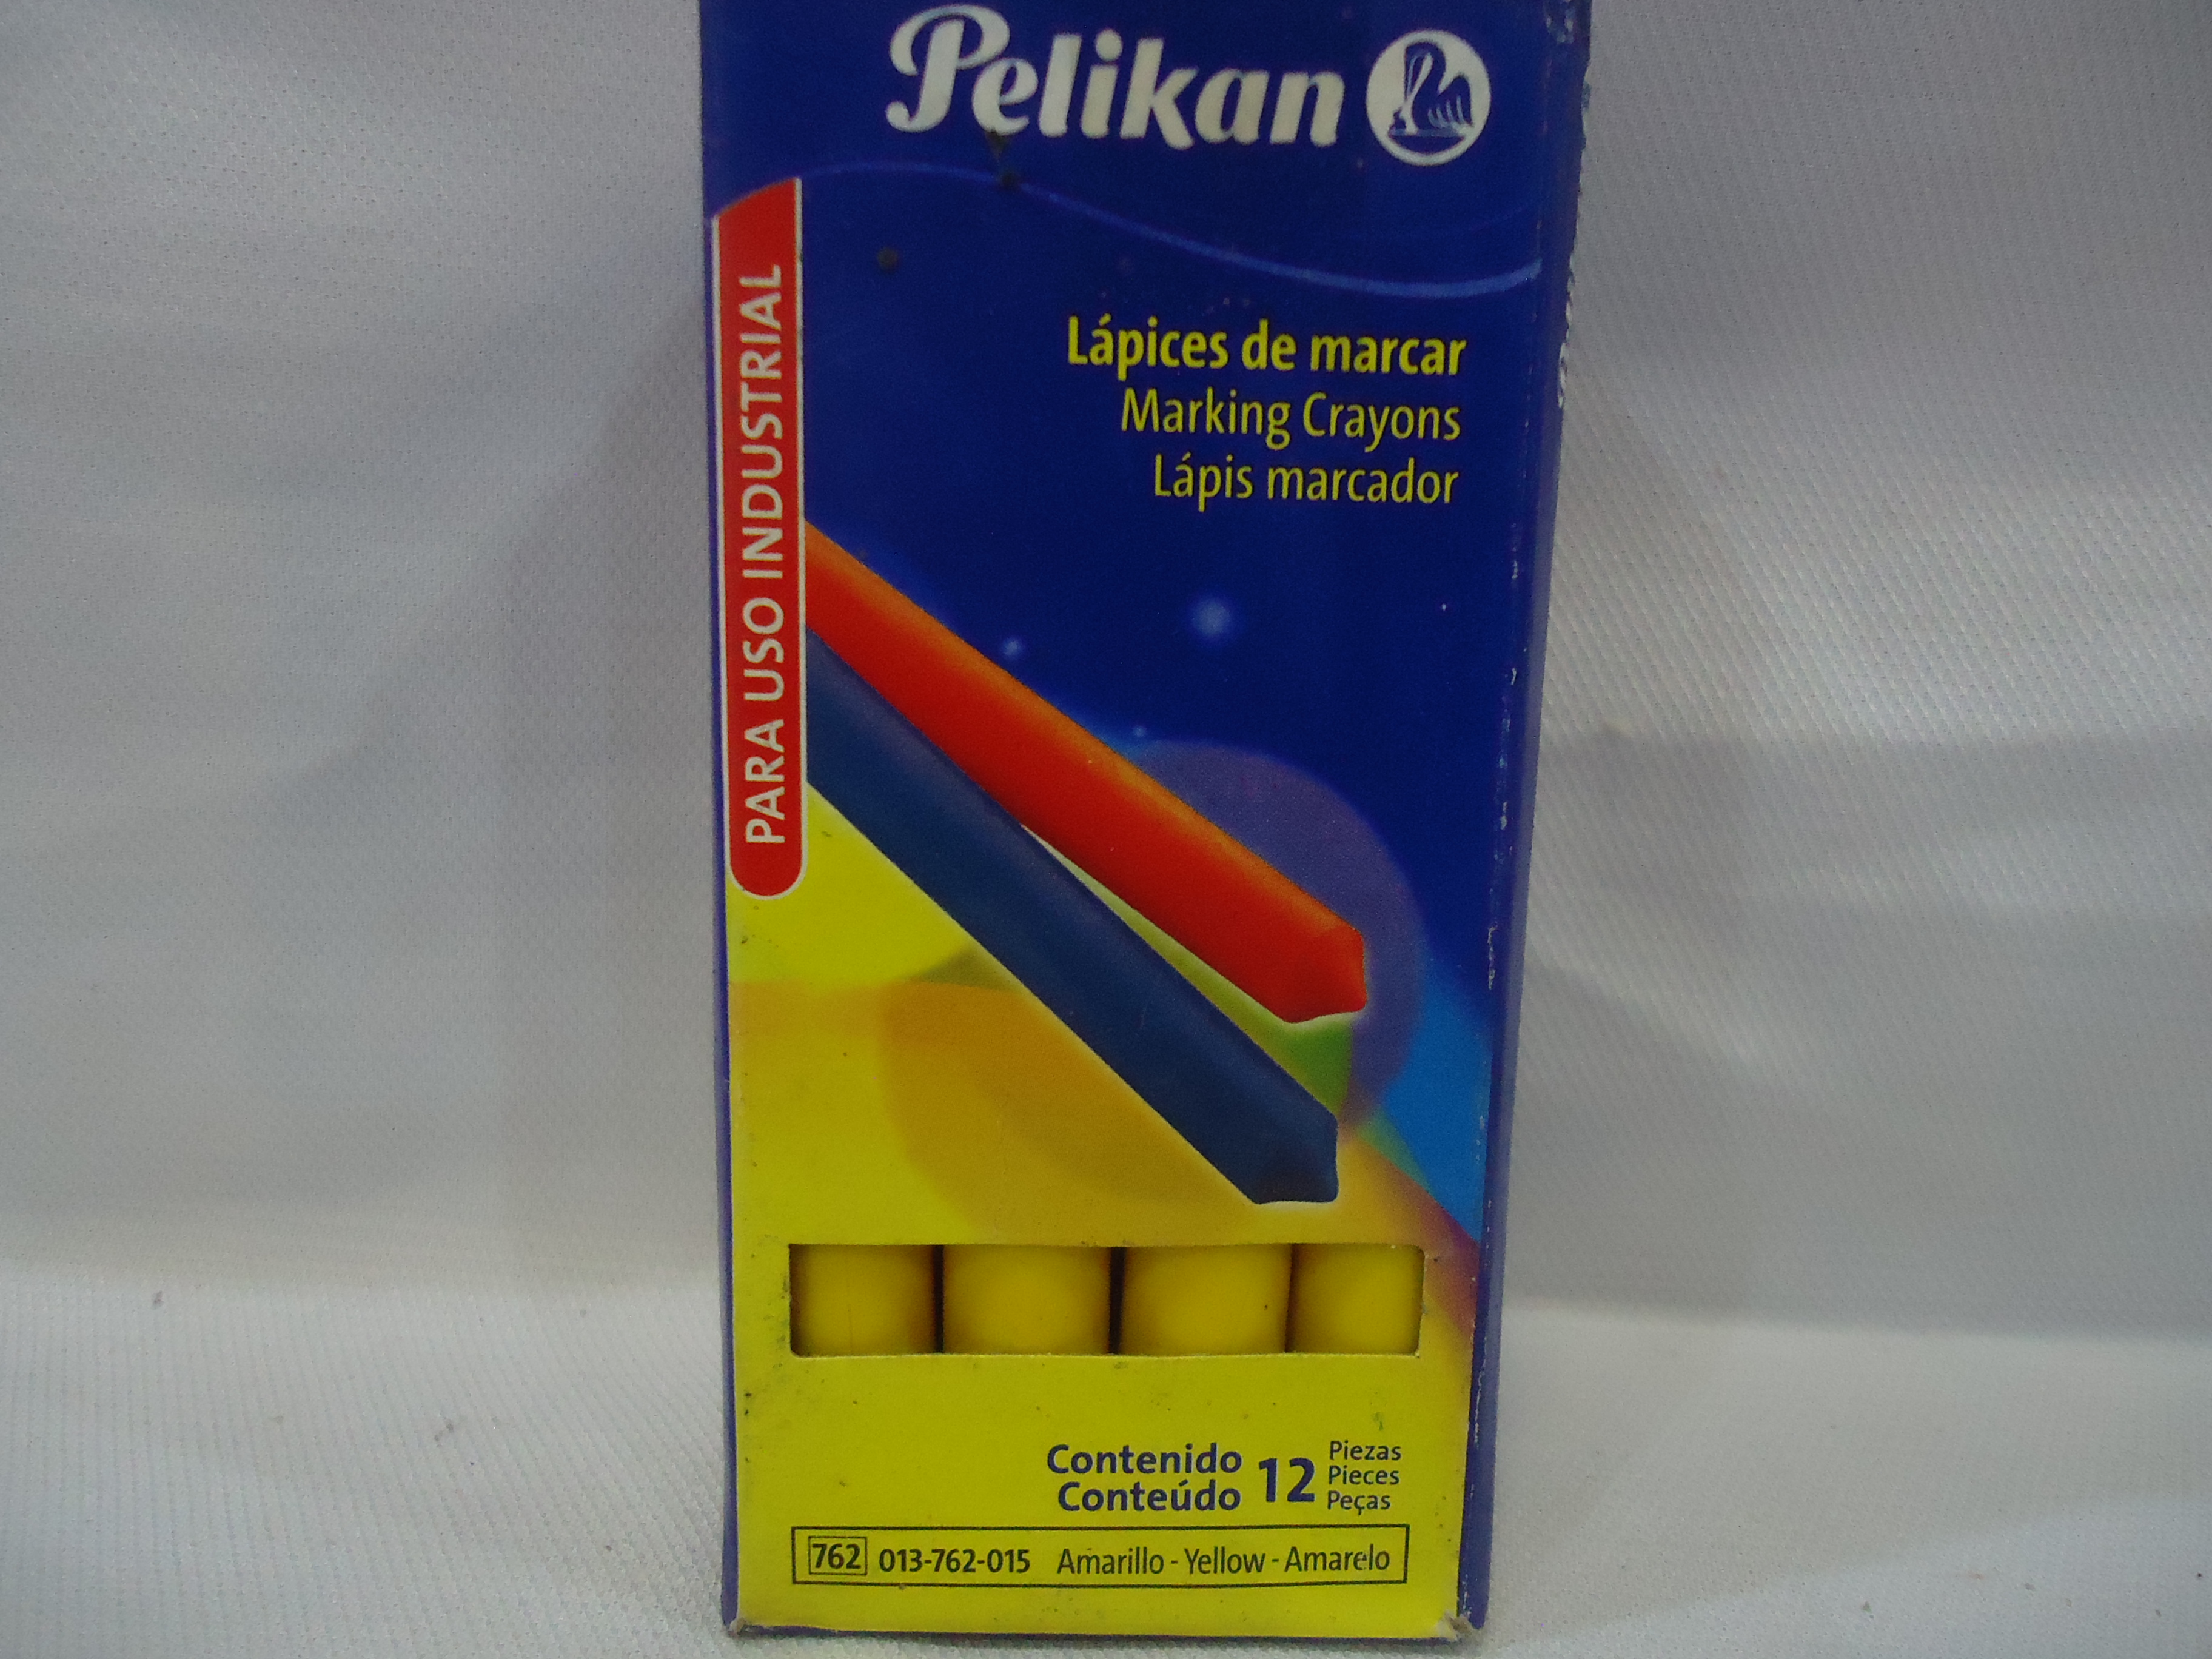 Pelikan
PARA USO INDUSTRIAL
Lápices de marcar
Marking Crayons
Lápis marcador
Contenido
Conteúdo
12
Piezas
Pieces
Peças
762 013-762-015 Amarillo - Yellow - Amarelo